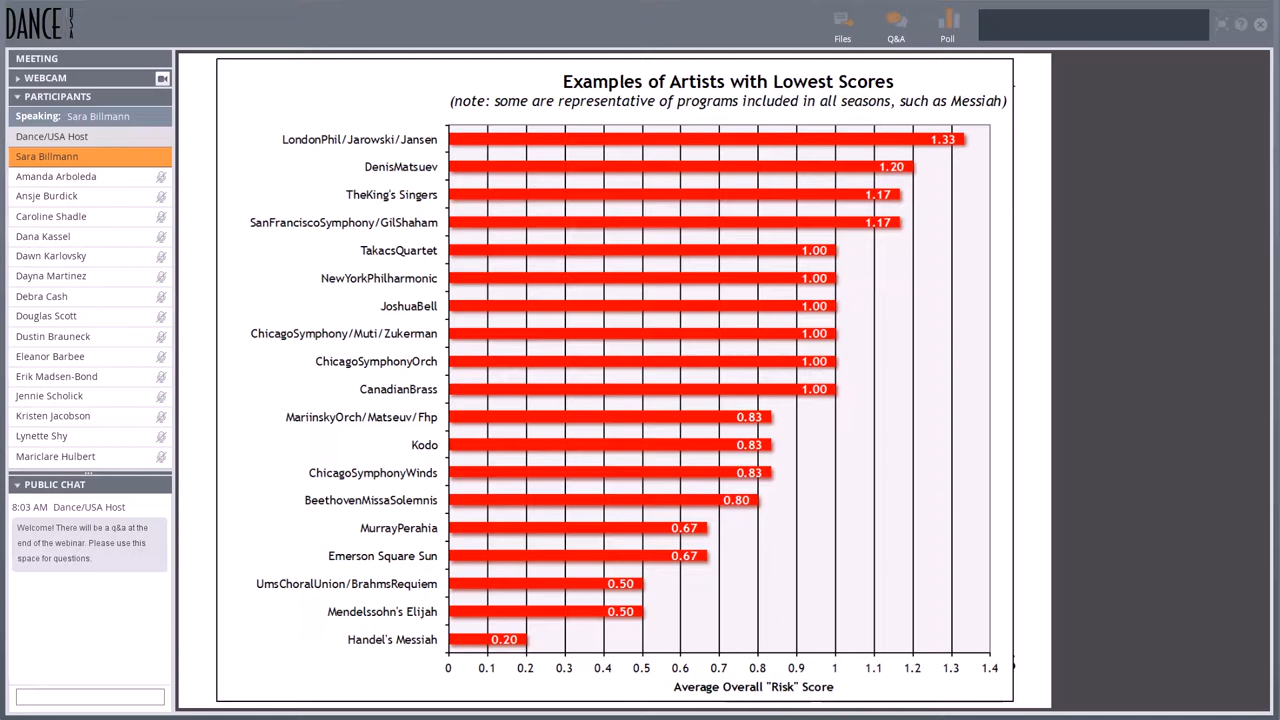 DANCE USA
Files
Q&A
Poll
MEETING
WEBCAM
PARTICIPANTS
Speaking: Sara Billmann
Dance/USA Host
Sara Billmann
Amanda Arboleda
Ansje Burdick
Caroline Shadle
Dana Kassel
Dawn Karlovsky
Dayna Martinez
Debra Cash
Douglas Scott
Dustin Brauneck
Eleanor Barbee
Erik Madsen-Bond
Jennie Scholick
Kristen Jacobson
Lynette Shy
Mariclare Hulbert
PUBLIC CHAT
8:03 AM Dance/USA Host
Welcome! There will be a q&a at the
end of the webinar. Please use this
space for questions.
Examples of Artists with Lowest Scores
(note: some are representative of programs included in all seasons, such as Messiah)
LondonPhil/Jarowski/Jansen 1.33
DenisMatsuev 1.20
TheKing's Singers 1.17
SanFranciscoSymphony/GilShaham 1.17
TakacsQuartet 1.00
NewYorkPhilharmonic 1.00
JoshuaBell 1.00
ChicagoSymphony/Muti/Zukerman 1.00
ChicagoSymphonyOrch 1.00
CanadianBrass 1.00
MariinskyOrch/Matseuv/Fhp 0.83
Kodo 0.83
ChicagoSymphonyWinds 0.83
BeethovenMissaSolemnis 0.80
MurrayPerahia 0.67
Emerson Square Sun 0.67
UmsChoralUnion/BrahmsRequiem 0.50
Mendelssohn's Elijah 0.50
Handel's Messiah 0.20
0 0.1 0.2 0.3 0.4 0.5 0.6 0.7 0.8 0.9 1 1.1 1.2 1.3 1.4
Average Overall "Risk" Score